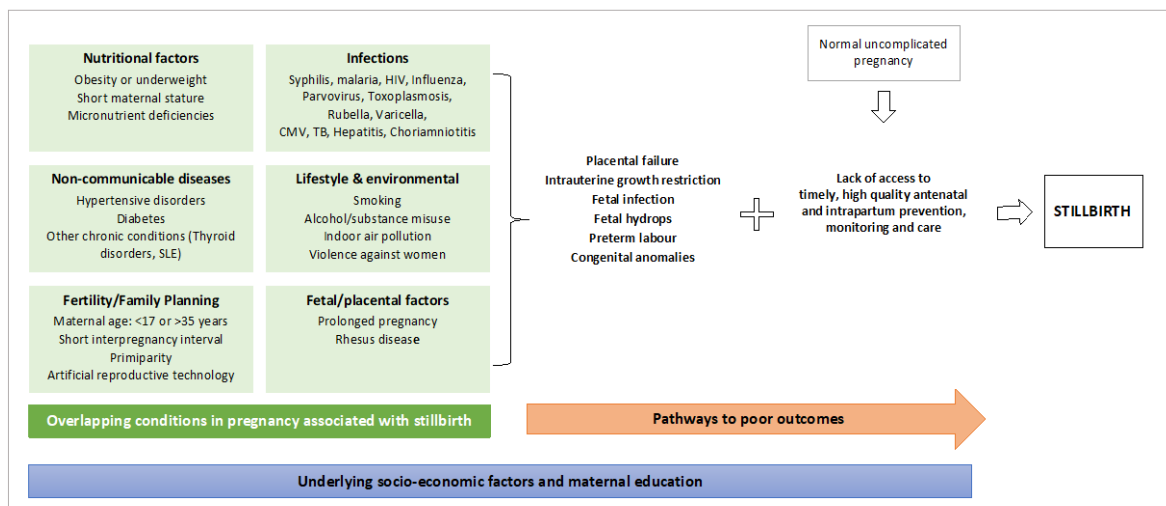 Nutritional factors
Obesity or underweight
Short maternal stature
Micronutrient deficiencies
Infections
Syphilis, malaria, HIV, Influenza,
Parvovirus, Toxoplasmosis,
Rubella, Varicella,
CMV, TB, Hepatitis, Choriamniotitis
Non-communicable diseases
Hypertensive disorders
Diabetes
Other chronic conditions (Thyroid
disorders, SLE)
Lifestyle & environmental
Smoking
Alcohol/substance misuse
Indoor air pollution
Violence against women
Fertility/Family Planning
Maternal age: <17 or >35 years
Short interpregnancy interval
Primiparity
Artificial reproductive technology
Fetal/placental factors
Prolonged pregnancy
Rhesus disease
Placental failure
Intrauterine growth restriction
Fetal infection
Fetal hydrops
Preterm labour
Congenital anomalies
Normal uncomplicated
pregnancy
Lack of access to
timely, high quality antenatal
and intrapartum prevention,
monitoring and care
STILLBIRTH
Overlapping conditions in pregnancy associated with stillbirth
Pathways to poor outcomes
Underlying socio-economic factors and maternal education